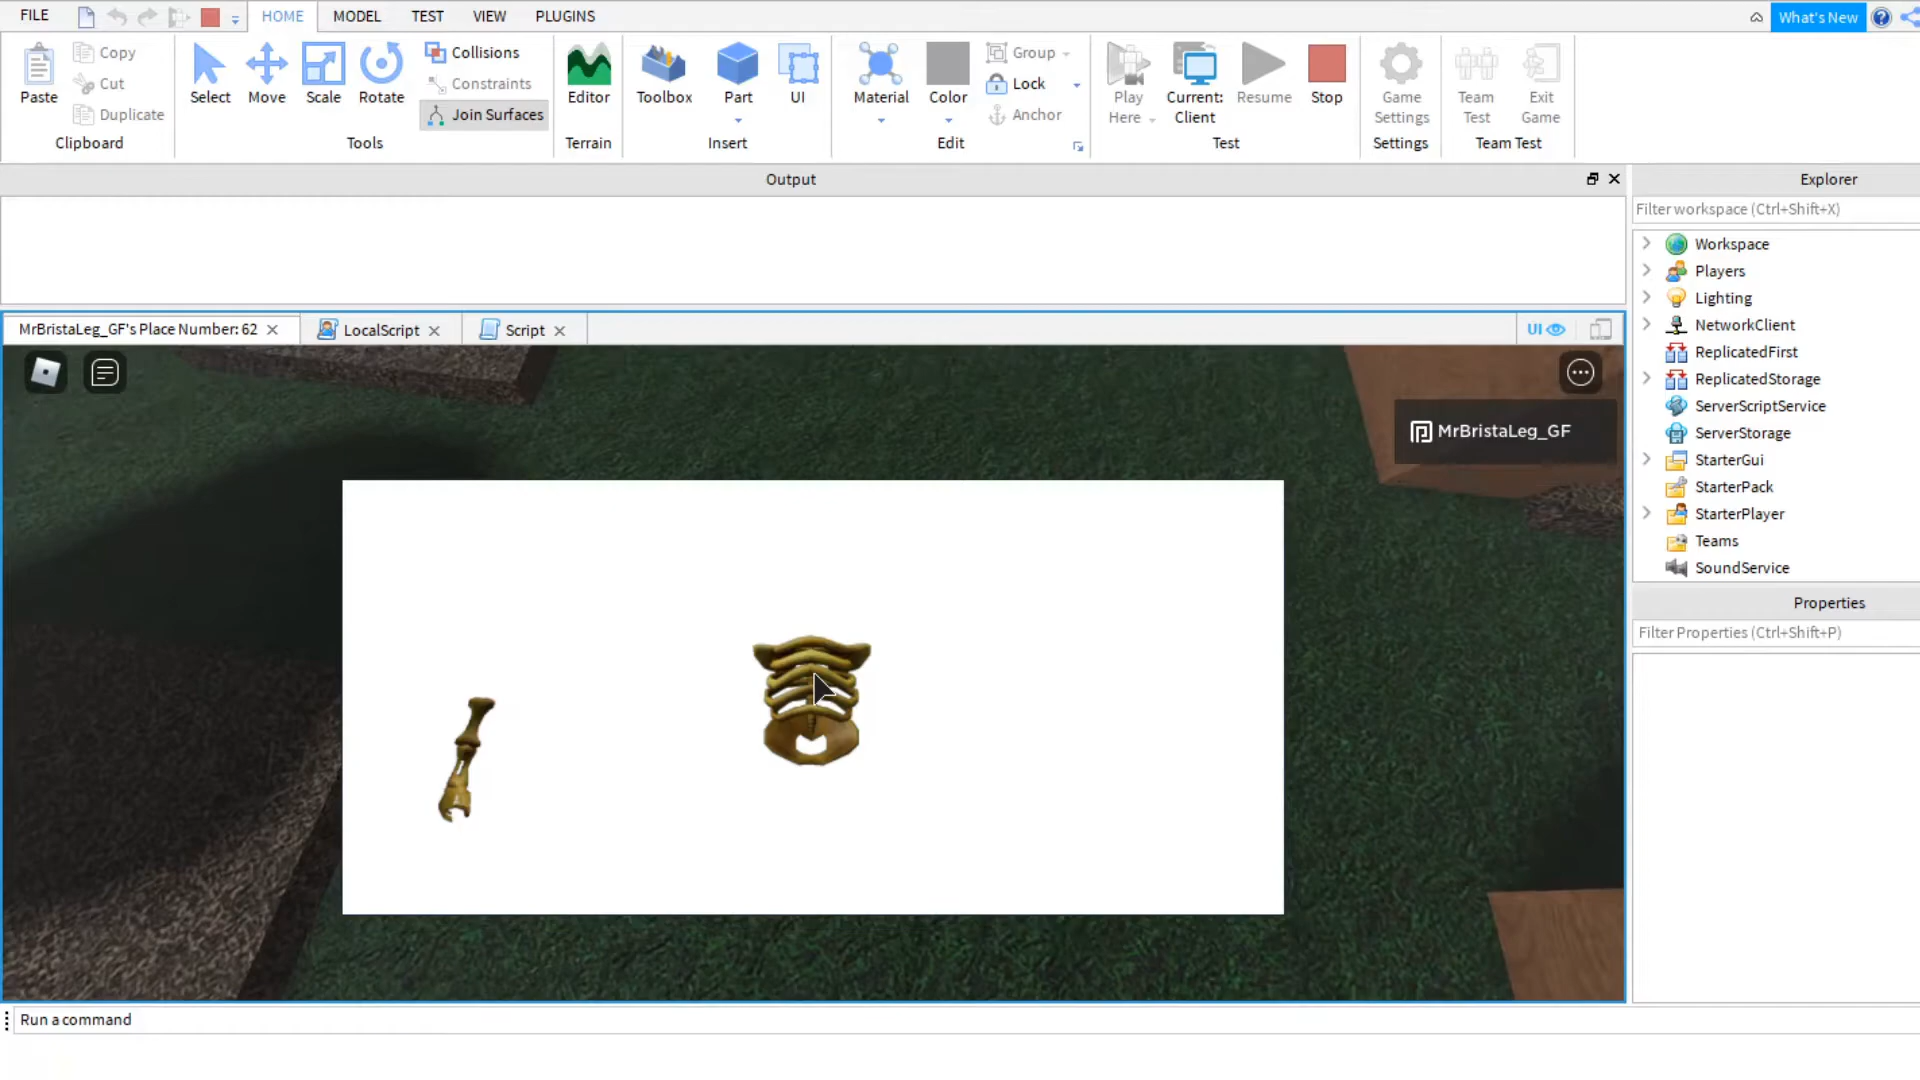 FILE
HOME
MODEL
TEST
VIEW
PLUGINS
What's New
Paste
Copy
Cut
Duplicate
Clipboard
Select
Move
Scale
Rotate
Collisions
Constraints
Join Surfaces
Tools
Editor
Terrain
Toolbox
Part
UI
Insert
Material
Color
Group
Lock
Anchor
Edit
Play
Here
Current:
Client
Resume
Stop
Test
Game
Settings
Settings
Team
Test
Exit
Game
Team Test
Output
MrBristaLeg_GF's Place Number: 62
LocalScript
Script
UI
MrBristaLeg_GF
Explorer
Filter workspace (Ctrl+Shift+X)
Workspace
Players
Lighting
NetworkClient
ReplicatedFirst
ReplicatedStorage
ServerScriptService
ServerStorage
StarterGui
StarterPack
StarterPlayer
Teams
SoundService
Properties
Filter Properties (Ctrl+Shift+P)
Run a command